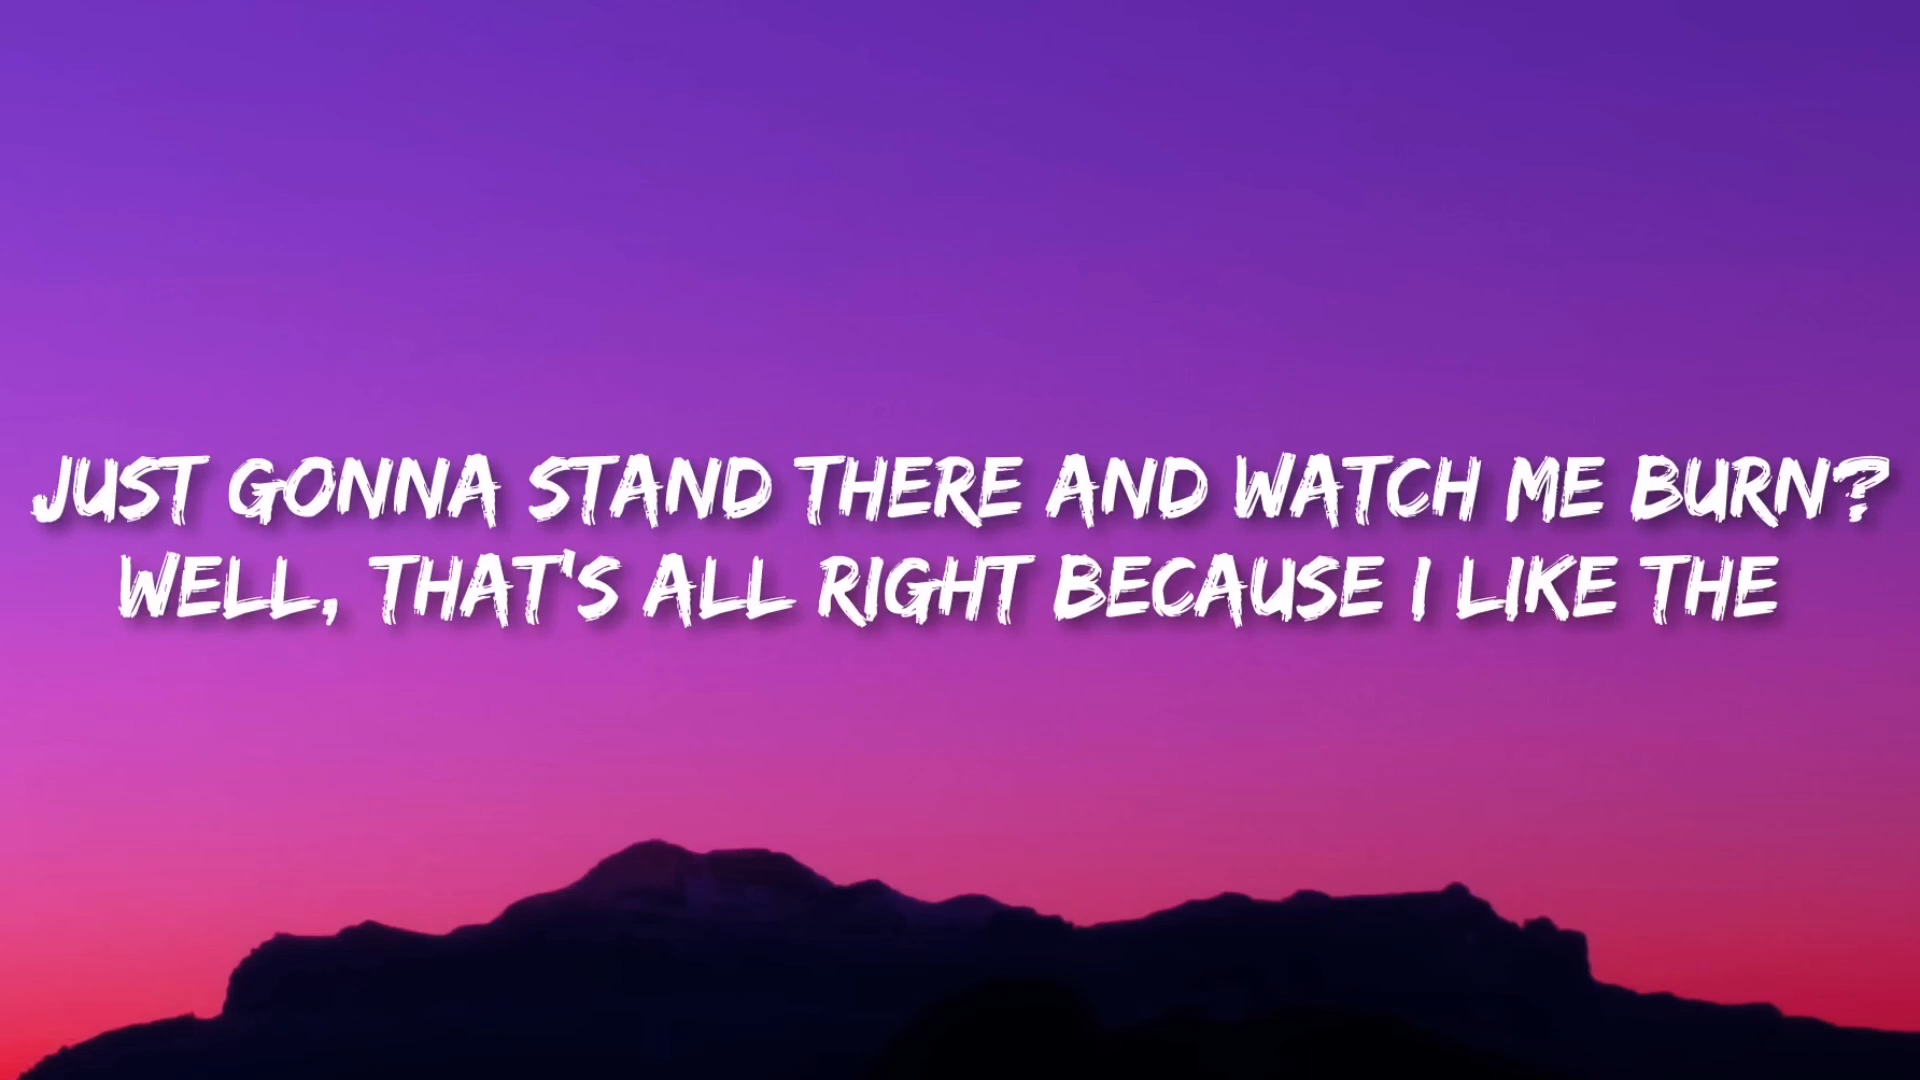 JUST GONNA STAND THERE AND WATCH ME BURN?
WELL, THAT'S ALL RIGHT BECAUSE I LIKE THE